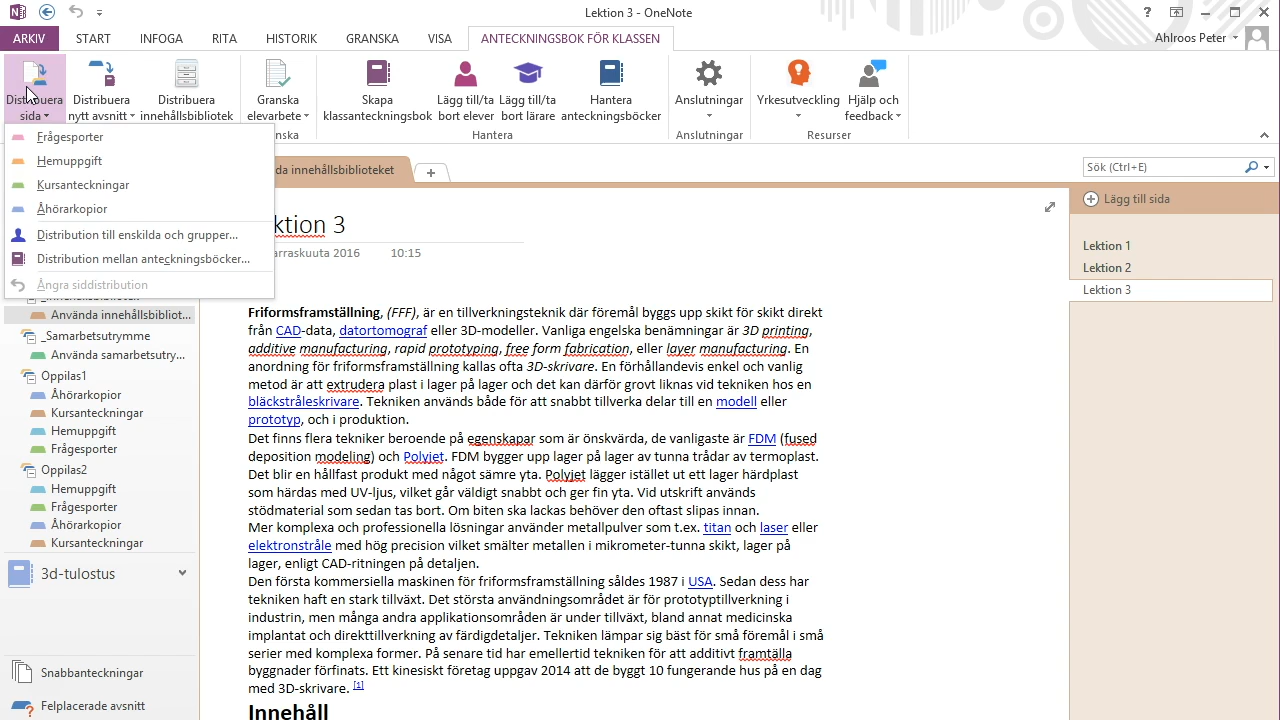 Lektion 3 - OneNote
ARKIV START INFOGA RITA HISTORIK GRANSKA VISA ANTECKNINGSBOK FÖR KLASSEN
Ahlroos Peter
Distribuera sida
Distribuera nytt avsnitt
Distribuera innehållsbibliotek
Granska elevarbete
Skapa klassanteckningsbok
Lägg till/ta bort elever
Lägg till/ta bort lärare
Hantera anteckningsböcker
Anslutningar
Yrkesutveckling
Hjälp och feedback
Hantera
Anslutningar
Resurser
Frågesporter
Hemuppgift
Kursanteckningar
Åhörarkopior
Distribution till enskilda och grupper...
Distribution mellan anteckningsböcker...
Ångra siddistribution
da innehållsbiblioteket
+
Sök (Ctrl+E)
Lägg till sida
Lektion 1
Lektion 2
Lektion 3
Använda innehållsbibliot...
_Samarbetsutrymme
Använda samarbetsutry...
Oppilas1
Åhörarkopior
Kursanteckningar
Hemuppgift
Frågesporter
Oppilas2
Hemuppgift
Frågesporter
Åhörarkopior
Kursanteckningar
3d-tulostus
Snabbanteckningar
Felplacerade avsnitt
ktion 3
arraskuuta 2016 10:15
Friformsframställning, (FFF), är en tillverkningsteknik där föremål byggs upp skikt för skikt direkt
från CAD-data, datortomograf eller 3D-modeller. Vanliga engelska benämningar är 3D printing,
additive manufacturing, rapid prototyping, free form fabrication, eller layer manufacturing. En
anordning för friformsframställning kallas ofta 3D-skrivare. En förhållandevis enkel och vanlig
metod är att extrudera plast i lager på lager och det kan därför grovt liknas vid tekniken hos en
bläckstråleskrivare. Tekniken används både för att snabbt tillverka delar till en modell eller
prototyp, och i produktion.
Det finns flera tekniker beroende på egenskapar som är önskvärda, de vanligaste är FDM (fused
deposition modeling) och Polyjet. FDM bygger upp lager på lager av tunna trådar av termoplast.
Det blir en hållfast produkt med något sämre yta. Polyjet lägger istället ut ett lager härdplast
som härdas med UV-ljus, vilket går väldigt snabbt och ger fin yta. Vid utskrift används
stödmaterial som sedan tas bort. Om biten ska lackas behöver den oftast slipas innan.
Mer komplexa och professionella lösningar använder metallpulver som t.ex. titan och laser eller
elektronstråle med hög precision vilket smälter metallen i mikrometer-tunna skikt, lager på
lager, enligt CAD-ritningen på detaljen.
Den första kommersiella maskinen för friformsframställning såldes 1987 i USA. Sedan dess har
tekniken haft en stark tillväxt. Det största användningsområdet är för prototyptillverkning i
industrin, men många andra applikationsområden är under tillväxt, bland annat medicinska
implantat och direkttillverkning av färdigdetaljer. Tekniken lämpar sig bäst för små föremål i små
serier med komplexa former. På senare tid har emellertid tekniken för att additivt framtälla
byggnader förfinats. Ett kinesiskt företag uppgav 2014 att de byggt 10 fungerande hus på en dag
med 3D-skrivare. [1]
Innehåll